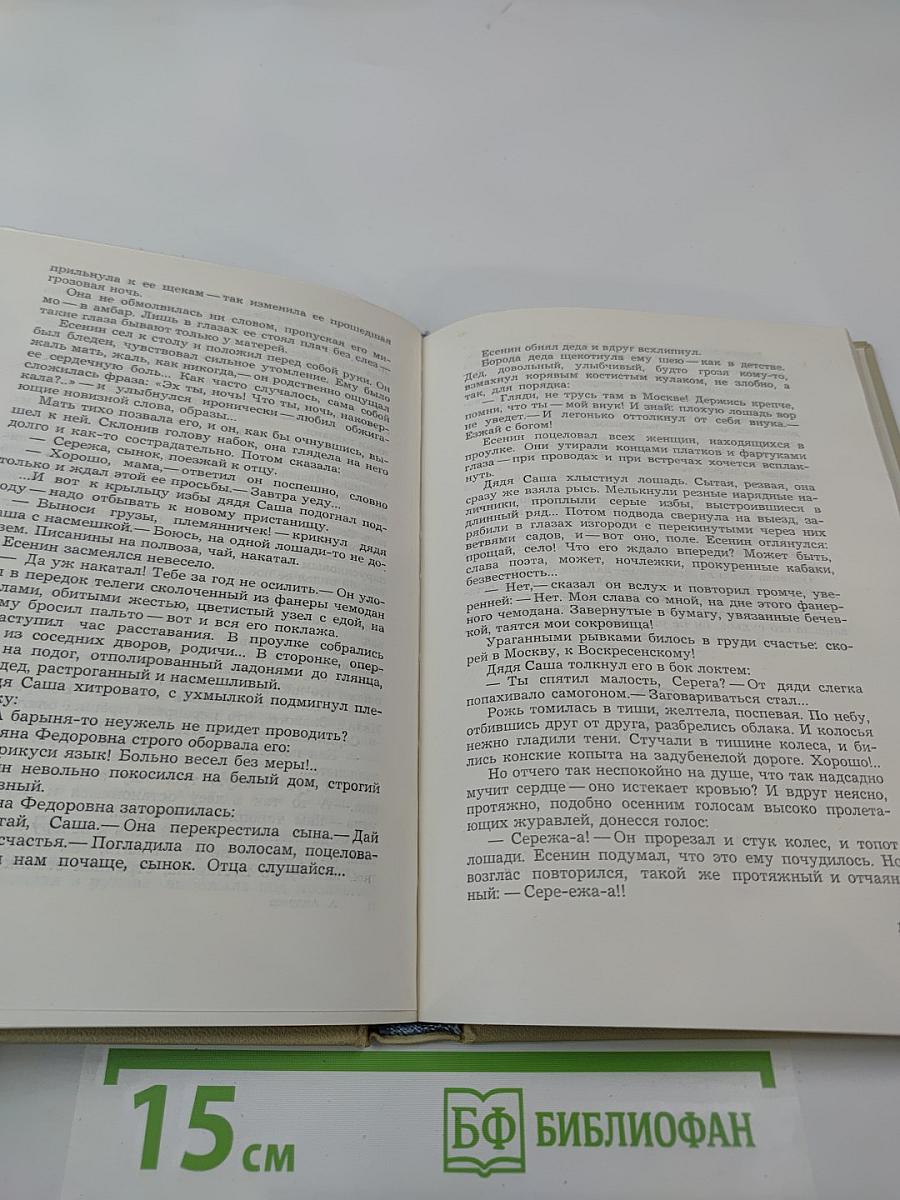 прильнула к ее щекам — так изменила ее прошедшая
грозовая ночь.
Она не обмолвилась ни словом, пропуская его ми-
мо — в амбар. Лишь в глазах ее стоял плач без слез —
такие глаза бывают только у матерей.
Есенин сел к столу и положил перед собой руки. Он
был бледен, чувствовал сильное утомление. Ему было
жаль мать, жаль, как никогда, — он родственно ощущал
ее сердечную боль... Как часто случалось, сама собой
сложилась фраза: «Эх ты, ночь! Что ты, ночь, наковер-
кала?..» — и улыбнулся иронически — любил обжига-
ющие новизной слова, образы...
Мать тихо позвала его, и он, как бы очнувшись, вы-
шел к ней. Склонив голову набок, она глядела на него
долго и как-то сострадательно. Потом сказала:
— Сережа, сынок, поезжай к отцу.
— Хорошо, мама, — ответил он поспешно, словно
только и ждал этой ее просьбы. — Завтра уеду...
...И вот к крыльцу избы дядя Саша подогнал под-
оду — надо отбывать к новому пристанищу.
— Выноси грузы, племянничек! — крикнул дядя
аша с насмешкой. — Боюсь, на одной лошади-то не до-
зем. Писанины на полвоза, чай, накатал.
Есенин засмеялся невесело.
— Да уж накатал! Тебе за год не осилить. — Он уло-
л в передок телеги сколоченный из фанеры чемодан
лами, обитыми жестью, цветистый узел с едой, на
му бросил пальто — вот и вся его поклажа.
аступил час расставания. В проулке собрались
из соседних дворов, родичи... В сторонке, опер-
на подог, отполированный ладонями до глянца,
дед, растроганный и насмешливый.
дя Саша хитровато, с ухмылкой подмигнул пле-
ку:
А барыня-то неужель не придет проводить?
яна Федоровна строго оборвала его:
рикуси язык! Больно весел без меры!..
ин невольно покосился на белый дом, строгий
вный.
на Федоровна заторопилась:
тай, Саша. — Она перекрестила сына. — Дай
счастья. — Погладила по волосам, поцелова-
й нам почаще, сынок. Отца слушайся...
Есенин обнял деда и вдруг всхлипнул.
Борода деда щекотнула ему шею — как в детстве.
Дед, довольный, улыбчивый, будто грозя кому-то,
взмахнул корявым костистым кулаком, не злобно, а
так, для порядка:
— Гляди, не трусь там в Москве! Держись крепче,
помни, что ты — мой внук! И знай: плохую лошадь вор
не уведет. — И легонько оттолкнул от себя внука. —
Езжай с богом!
Есенин поцеловал всех женщин, находящихся в
проулке. Они утирали концами платков и фартуками
глаза — при проводах и при встречах хочется всплак-
нуть.
Дядя Саша хлыстнул лошадь. Сытая, резвая, она
сразу же взяла рысь. Мелькнули резные нарядные на-
личники, проплыли серые избы, выстроившиеся в
длинный ряд... Потом подвода свернула на выезд, за-
рябили в глазах изгороди с перекинутыми через них
ветвями садов, и — вот оно, поле. Есенин оглянулся:
прощай, село! Что его ждало впереди? Может быть,
слава поэта, может, ночлежки, прокуренные кабаки,
безвестность...
— Нет, — сказал он вслух и повторил громче, уве-
ренней: — Нет. Моя слава со мной, на дне этого фанер-
ного чемодана. Завернутые в бумагу, увязанные бечев-
кой, таятся мои сокровища!
Ураганными рывками билось в груди счастье: ско-
рей в Москву, к Воскресенскому!
Дядя Саша толкнул его в бок локтем:
— Ты спятил малость, Серега? — От дяди слегка
попахивало самогоном. — Заговариваться стал...
Рожь томилась в тиши, желтела, поспевая. По небу,
отбившись друг от друга, разбрелись облака. И колосья
нежно гладили тени. Стучали в тишине колеса, и би-
лись конские копыта на задубенелой дороге. Хорошо!..
Но отчего так неспокойно на душе, что так надсадно
мучит сердце — оно истекает кровью? И вдруг неясно,
протяжно, подобно осенним голосам высоко пролета-
ющих журавлей, донесся голос:
— Сережа-а! — Он прорезал и стук колес, и топот
лошади. Есенин подумал, что это ему почудилось. Но
возглас повторился, такой же протяжный и отчаян
ный: — Сере-ежа-а!!
15 см
БФ БИБЛИОФАН